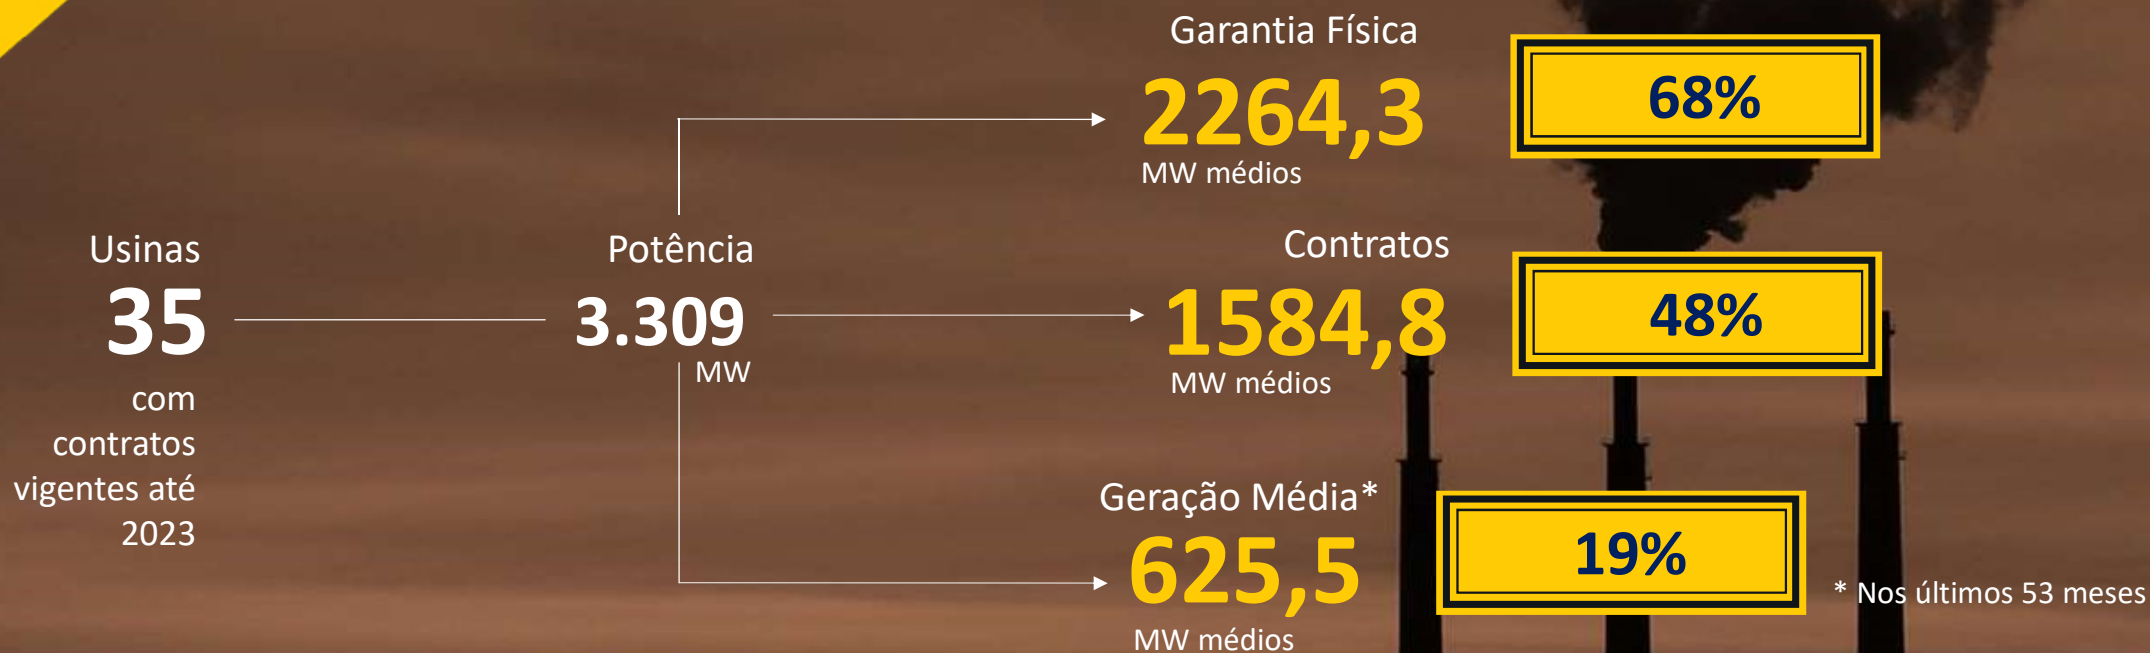 Usinas
35
com
contratos
vigentes até
2023
Potência
3.309
MW
Garantia Física
2264,3
MW médios
68%
Contratos
1584,8
MW médios
48%
Geração Média*
625,5
MW médios
19%
* Nos últimos 53 meses